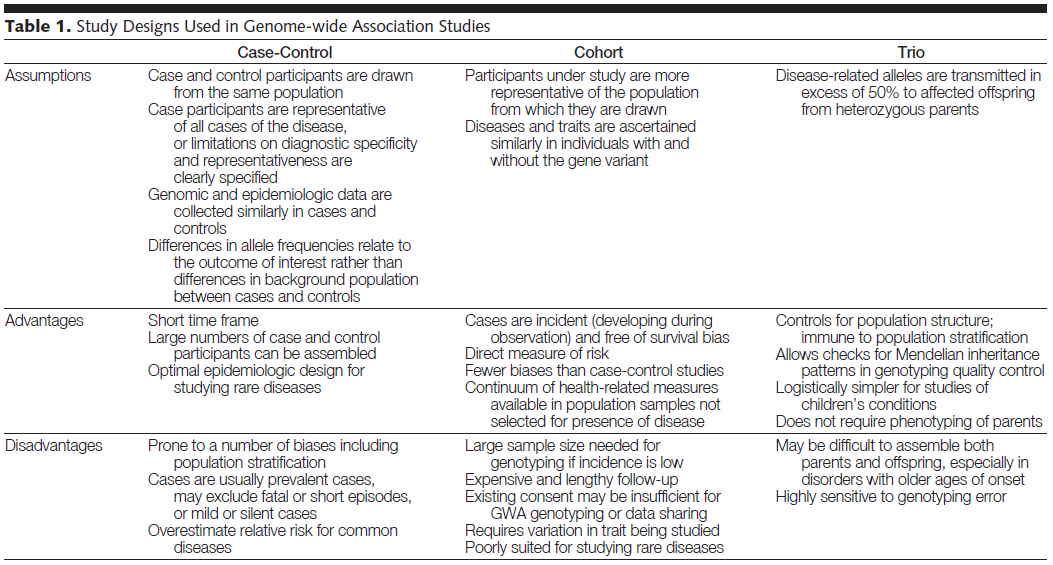 Table 1. Study Designs Used in Genome-wide Association Studies
Case-Control Cohort Trio
Assumptions
Case and control participants are drawn
from the same population
Case participants are representative
of all cases of the disease,
or limitations on diagnostic specificity
and representativeness are
clearly specified
Genomic and epidemiologic data are
collected similarly in cases and
controls
Differences in allele frequencies relate to
the outcome of interest rather than
differences in background population
between cases and controls
Participants under study are more
representative of the population
from which they are drawn
Diseases and traits are ascertained
similarly in individuals with and
without the gene variant
Disease-related alleles are transmitted in
excess of 50% to affected offspring
from heterozygous parents
Advantages
Short time frame
Large numbers of case and control
participants can be assembled
Optimal epidemiologic design for
studying rare diseases
Cases are incident (developing during
observation) and free of survival bias
Direct measure of risk
Fewer biases than case-control studies
Continuum of health-related measures
available in population samples not
selected for presence of disease
Controls for population structure;
immune to population stratification
Allows checks for Mendelian inheritance
patterns in genotyping quality control
Logistically simpler for studies of
children's conditions
Does not require phenotyping of parents
Disadvantages
Prone to a number of biases including
population stratification
Cases are usually prevalent cases,
may exclude fatal or short episodes,
or mild or silent cases
Overestimate relative risk for common
diseases
Large sample size needed for
genotyping if incidence is low
Expensive and lengthy follow-up
Existing consent may be insufficient for
GWA genotyping or data sharing
Requires variation in trait being studied
Poorly suited for studying rare diseases
May be difficult to assemble both
parents and offspring, especially in
disorders with older ages of onset
Highly sensitive to genotyping error